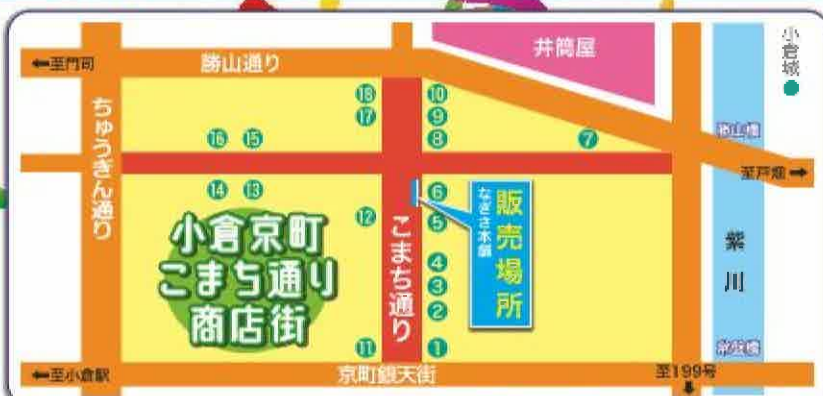 井筒屋
小倉城
←至門司
勝山通り
ちゅうぎん通り
⑱
⑰
⑯ ⑮
⑩
⑨
⑧
⑦
勝山橋
至戸畑→
⑭ ⑬
⑫
⑥
⑤
④
③
②
販売場所
なぎさ本舗
小倉京町
こまち通り
商店街
こまち通り
紫川
⑪
①
常盤橋
←至小倉駅
京町銀天街
至199号
↓